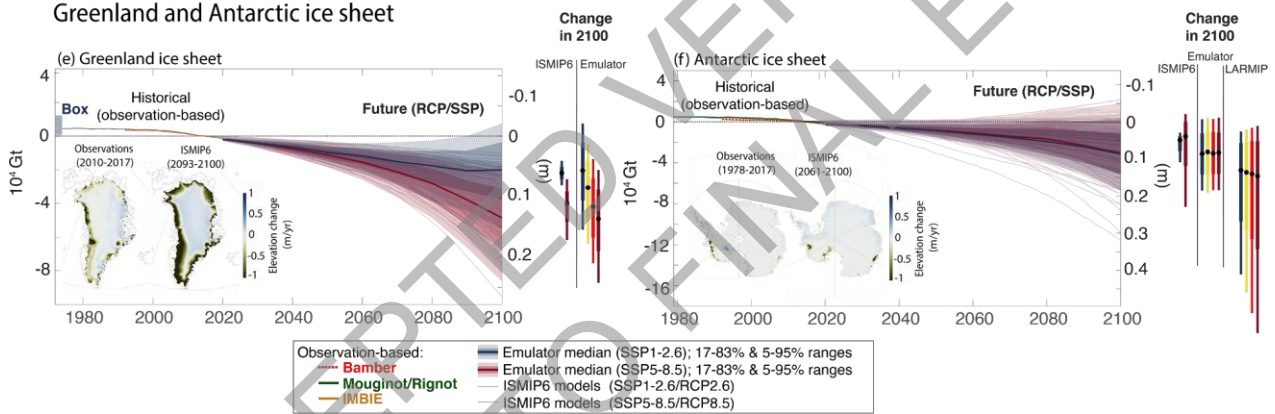 Greenland and Antarctic ice sheet
Change
in 2100
(e) Greenland ice sheet
ISMIP6
Emulator
4
0
-4
-8
10⁴ Gt
Box
Historical
(observation-based)
Future (RCP/SSP)
Observations
(2010-2017)
ISMIP6
(2093-2100)
1
0.5
0
-0.5
-1
Elevation change
(m/yr)
-0.1
0
0.1
0.2
(m)
1980
2000
2020
2040
2060
2080
2100
Change
in 2100
(f) Antarctic ice sheet
Emulator
ISMIP6
LARMIP
4
0
-4
-8
-12
-16
10⁴ Gt
Historical
(observation-based)
Future (RCP/SSP)
Observations
(1978-2017)
ISMIP6
(2061-2100)
1
0.5
0
-0.5
-1
Elevation change
(m/yr)
-0.1
0
0.1
0.2
0.3
0.4
(m)
1980
2000
2020
2040
2060
2080
2100
Observation-based:
Bamber
Mouginot/Rignot
IMBIE
Emulator median (SSP1-2.6); 17-83% & 5-95% ranges
Emulator median (SSP5-8.5); 17-83% & 5-95% ranges
ISMIP6 models (SSP1-2.6/RCP2.6)
ISMIP6 models (SSP5-8.5/RCP8.5)